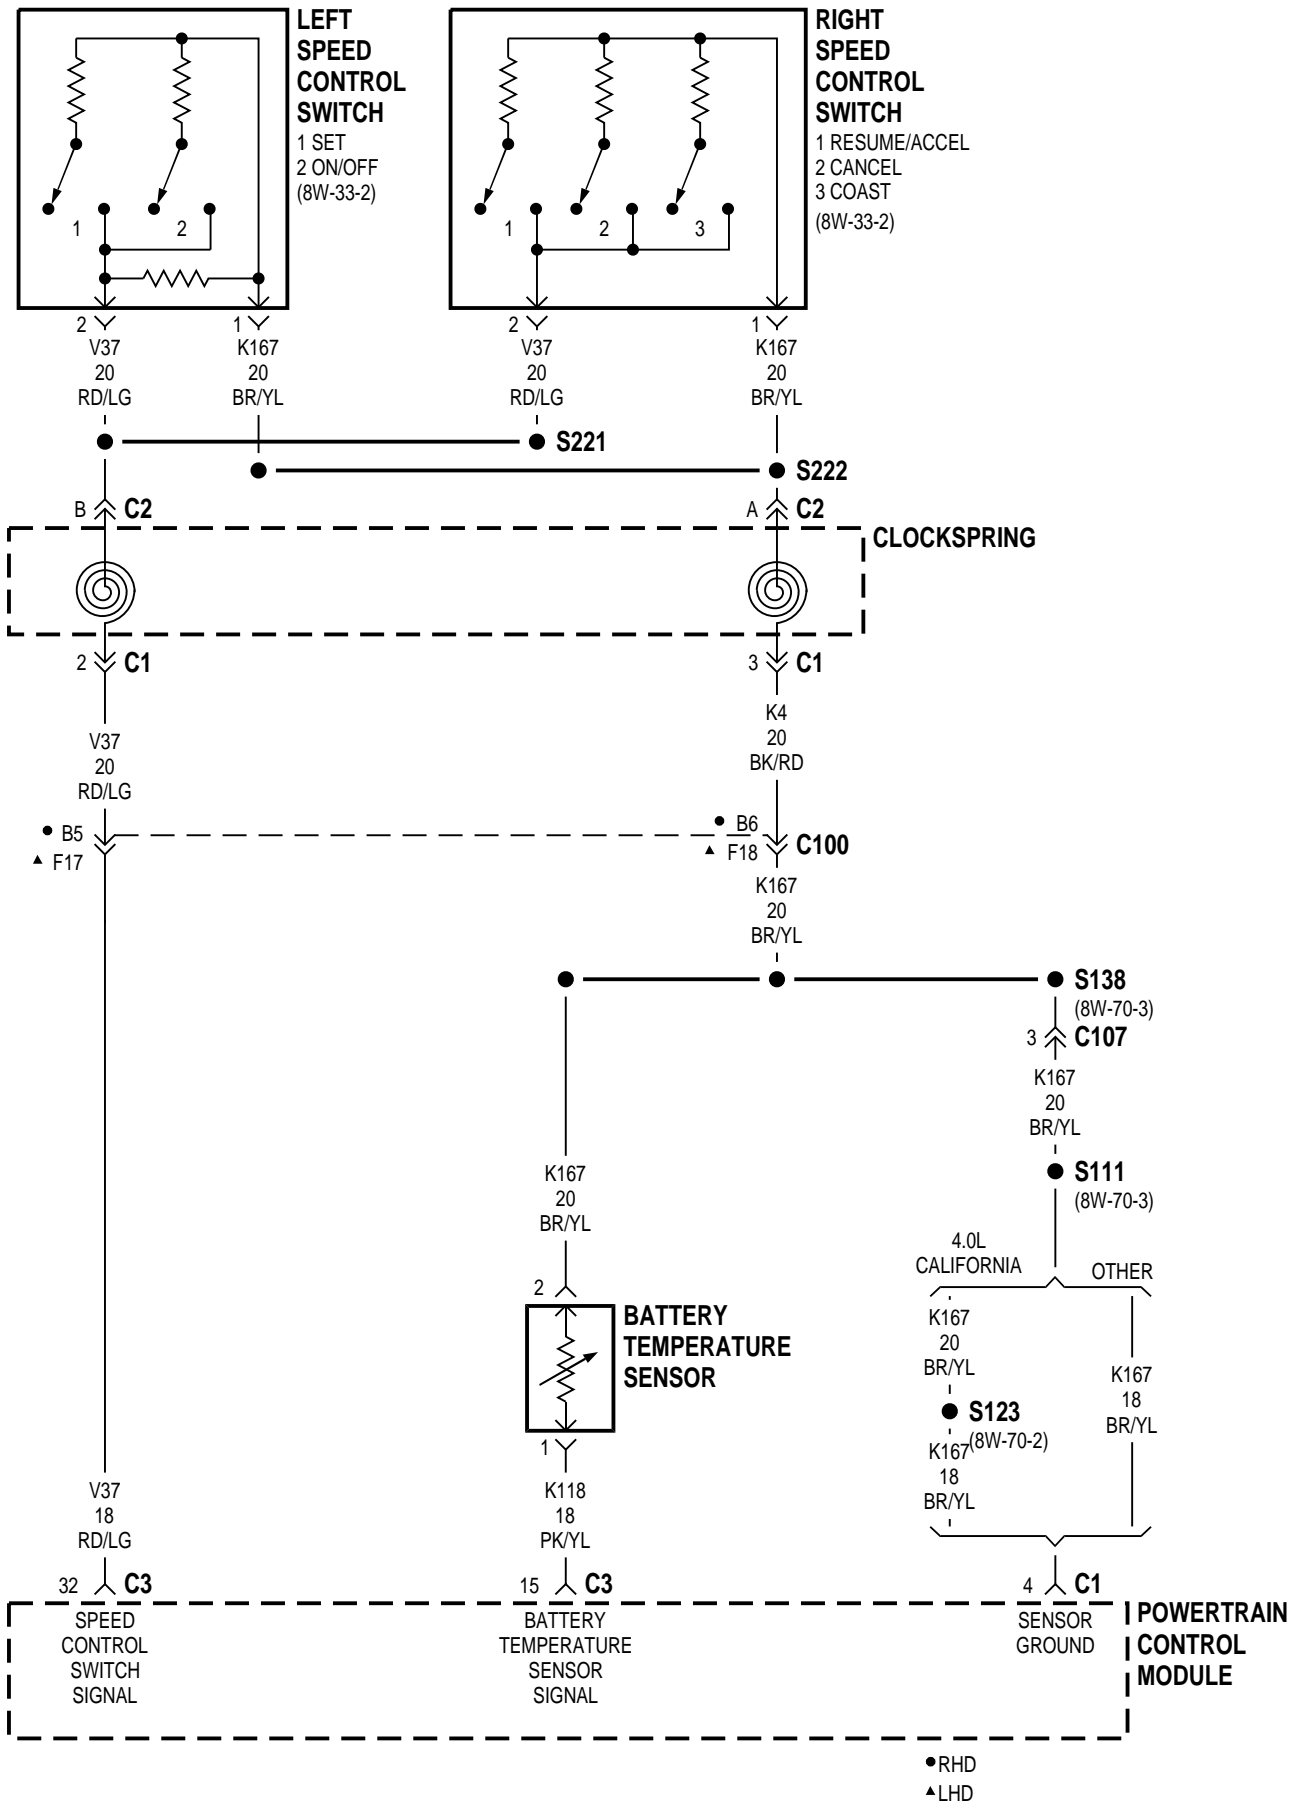 LEFT
SPEED
CONTROL
SWITCH
1 SET
2 ON/OFF
(8W-33-2)
1
2
RIGHT
SPEED
CONTROL
SWITCH
1 RESUME/ACCEL
2 CANCEL
3 COAST
(8W-33-2)
1
2
3
2
V37
20
RD/LG
1
K167
20
BR/YL
2
V37
20
RD/LG
1
K167
20
BR/YL
S221
S222
B
C2
A
C2
CLOCKSPRING
2
C1
3
C1
V37
20
RD/LG
K4
20
BK/RD
● B5
▲ F17
● B6
▲ F18
C100
K167
20
BR/YL
S138
(8W-70-3)
3
C107
K167
20
BR/YL
S111
(8W-70-3)
K167
20
BR/YL
4.0L
CALIFORNIA
OTHER
2
BATTERY
TEMPERATURE
SENSOR
1
K167
20
BR/YL
S123
(8W-70-2)
K167
18
BR/YL
K167
18
BR/YL
V37
18
RD/LG
K118
18
PK/YL
32
C3
15
C3
4
C1
SPEED
CONTROL
SWITCH
SIGNAL
BATTERY
TEMPERATURE
SENSOR
SIGNAL
SENSOR
GROUND
POWERTRAIN
CONTROL
MODULE
●RHD
▲LHD